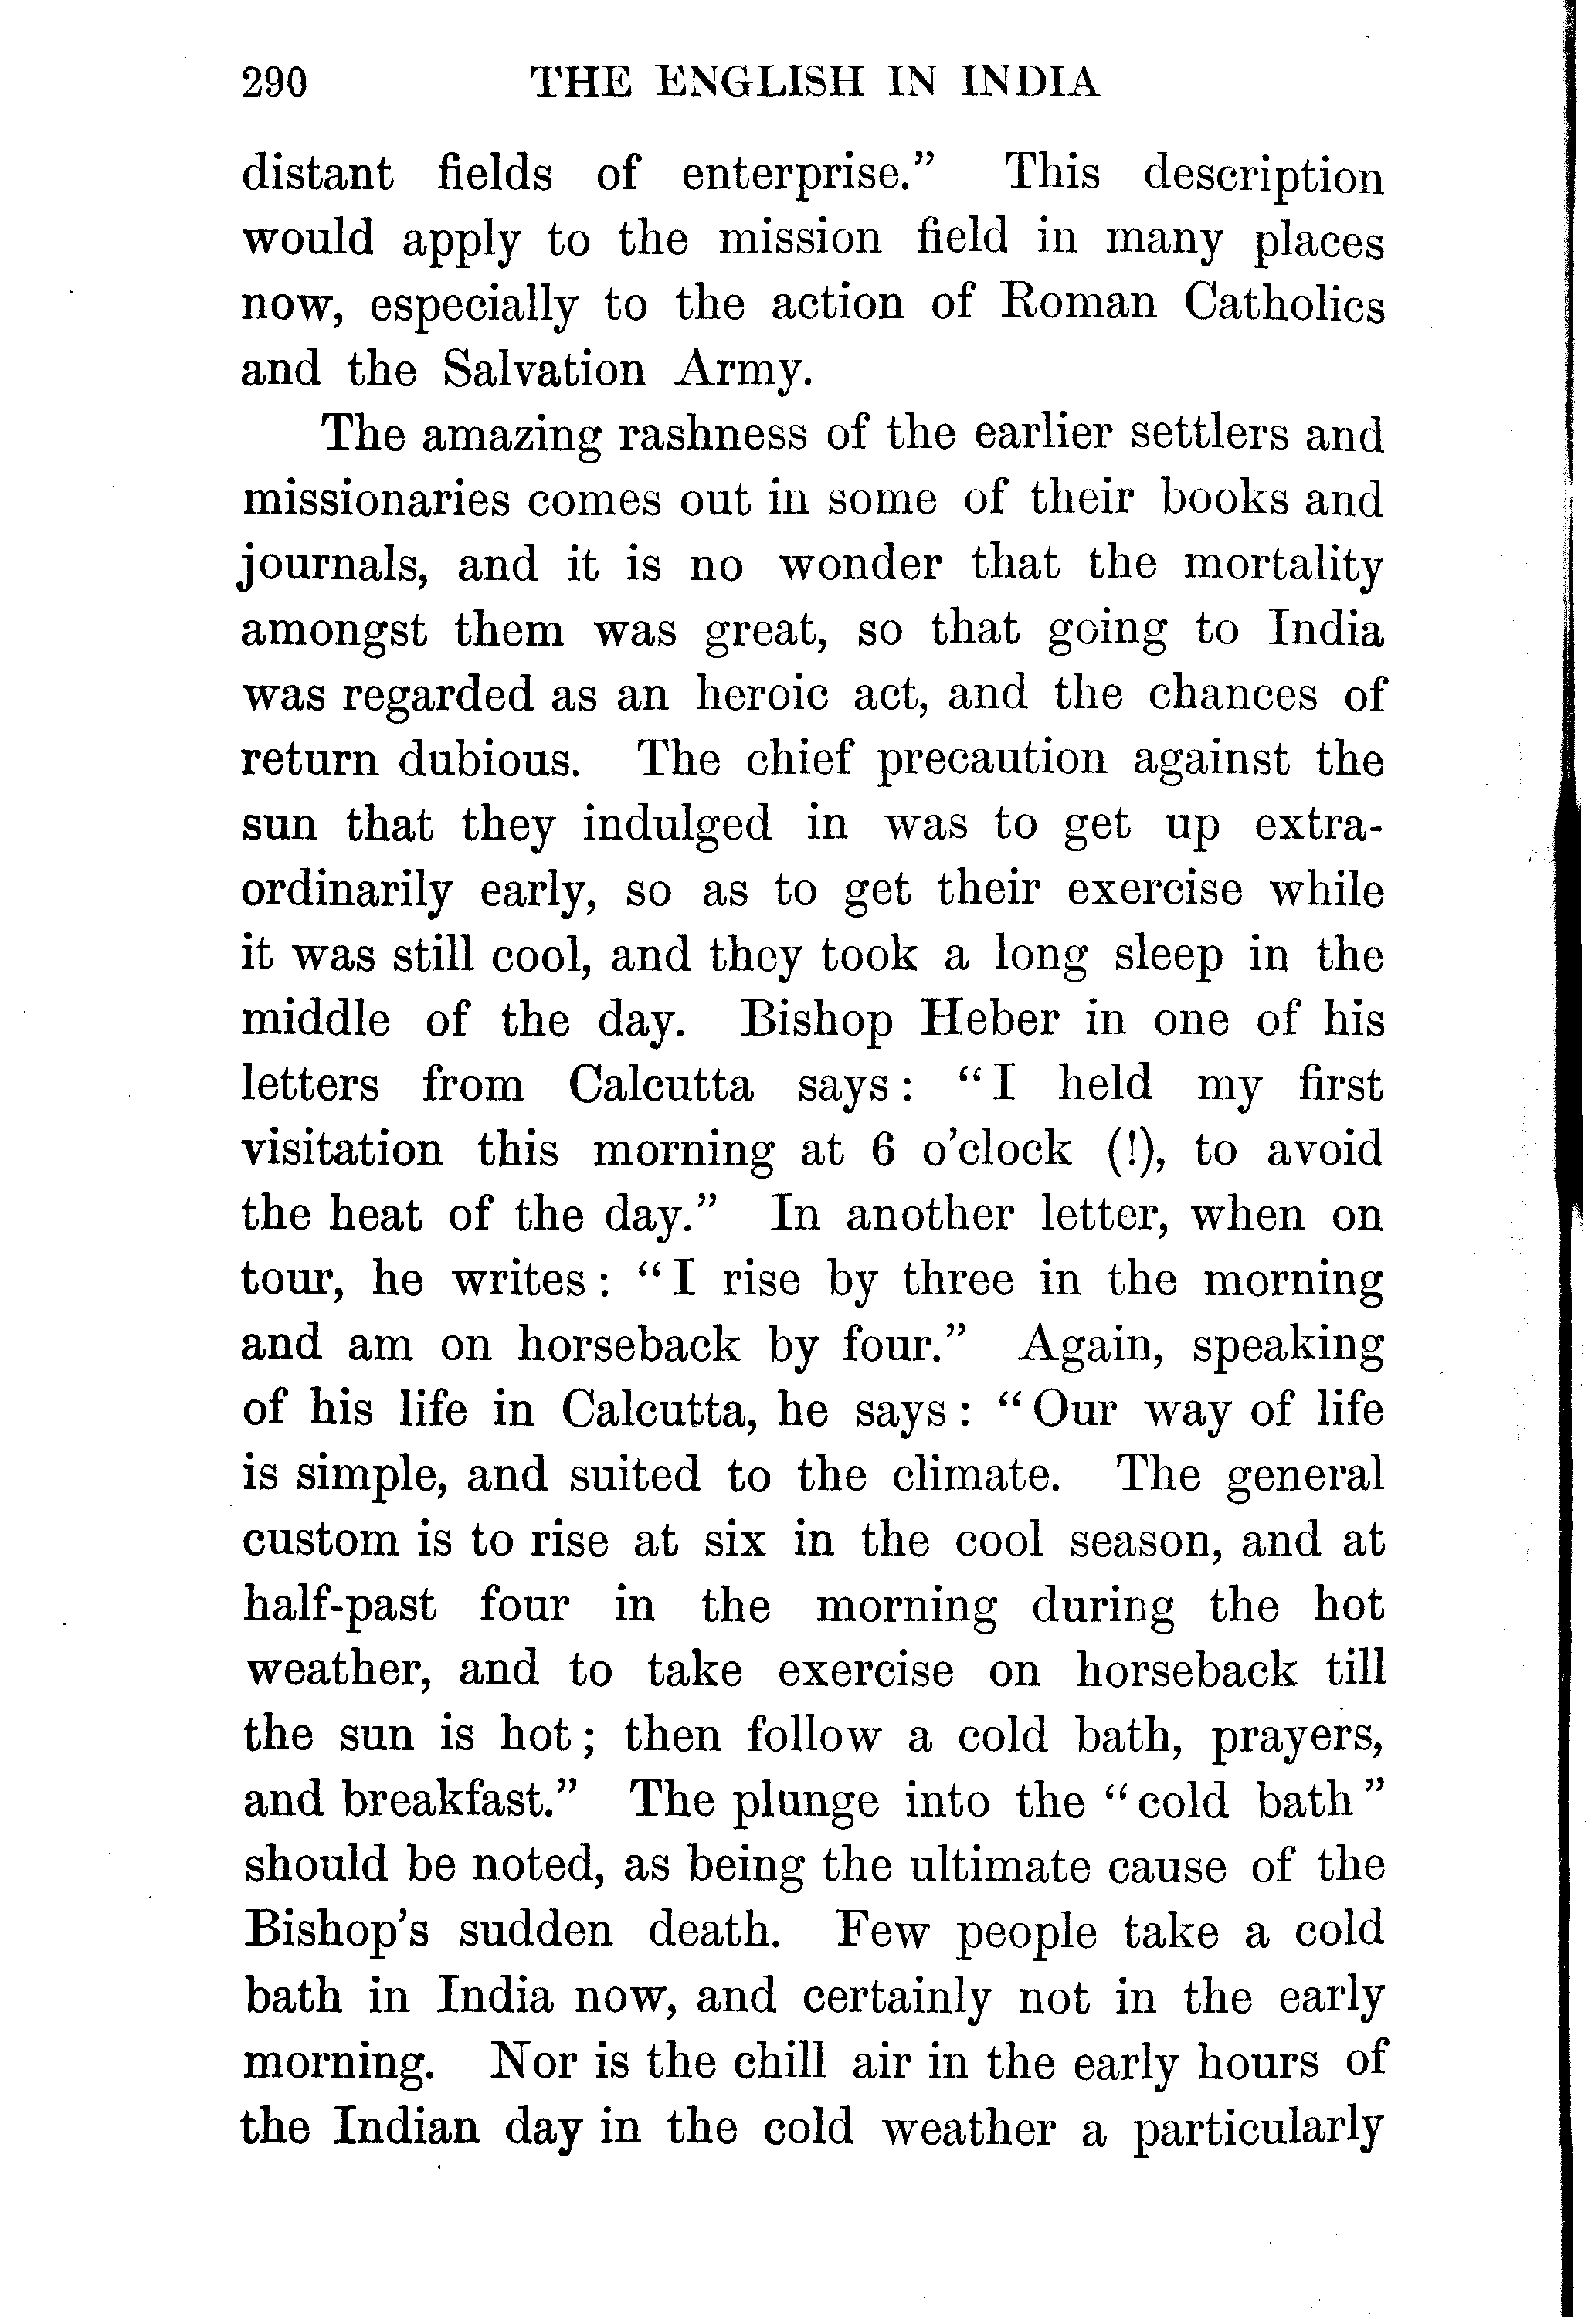 290 THE ENGLISH IN INDIA
distant fields of enterprise.” This description
would apply to the mission field in many places
now, especially to the action of Roman Catholics
and the Salvation Army.
The amazing rashness of the earlier settlers and
missionaries comes out in some of their books and
journals, and it is no wonder that the mortality
amongst them was great, so that going to India
was regarded as an heroic act, and the chances of
return dubious. The chief precaution against the
sun that they indulged in was to get up extra-
ordinarily early, so as to get their exercise while
it was still cool, and they took a long sleep in the
middle of the day. Bishop Heber in one of his
letters from Calcutta says: “I held my first
visitation this morning at 6 o’clock (!), to avoid
the heat of the day.” In another letter, when on
tour, he writes: “I rise by three in the morning
and am on horseback by four.” Again, speaking
of his life in Calcutta, he says: “Our way of life
is simple, and suited to the climate. The general
custom is to rise at six in the cool season, and at
half-past four in the morning during the hot
weather, and to take exercise on horseback till
the sun is hot; then follow a cold bath, prayers,
and breakfast.” The plunge into the “cold bath”
should be noted, as being the ultimate cause of the
Bishop’s sudden death. Few people take a cold
bath in India now, and certainly not in the early
morning. Nor is the chill air in the early hours of
the Indian day in the cold weather a particularly